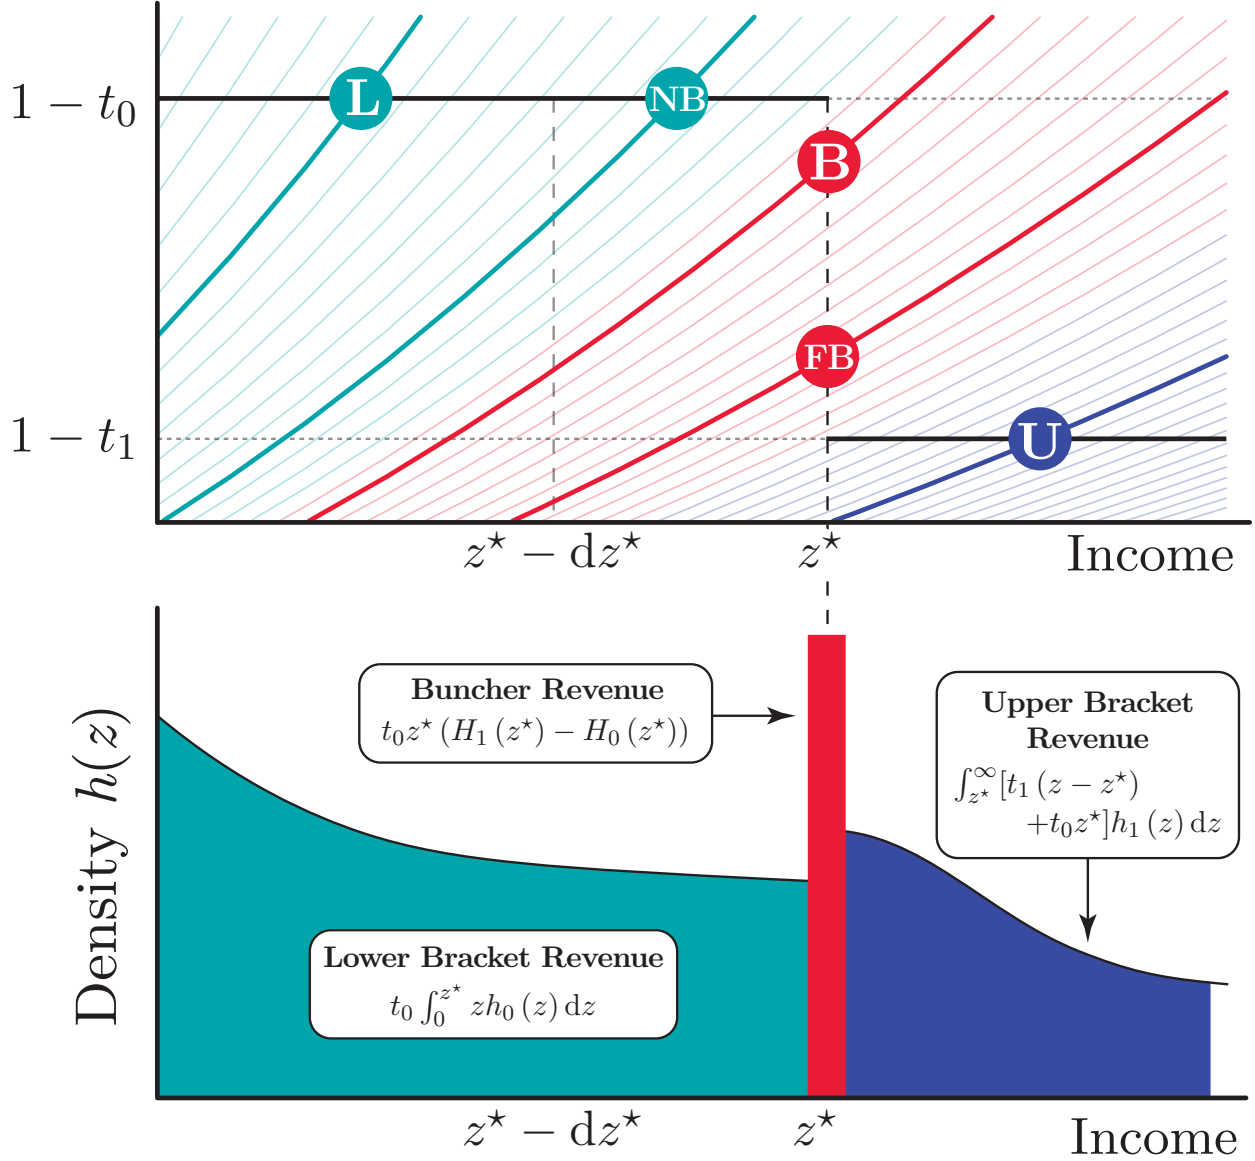 1 − t₀
L
NB
B
FB
1 − t₁
U
z⋆ − dz⋆
z⋆
Income
Density h(z)
Buncher Revenue
t₀z⋆ (H₁ (z⋆) − H₀ (z⋆))
Upper Bracket
Revenue
∫_{z⋆}^{∞}[t₁ (z − z⋆)
+t₀z⋆]h₁ (z) dz
Lower Bracket Revenue
t₀ ∫_0^{z⋆} zh₀ (z) dz
z⋆ − dz⋆
z⋆
Income